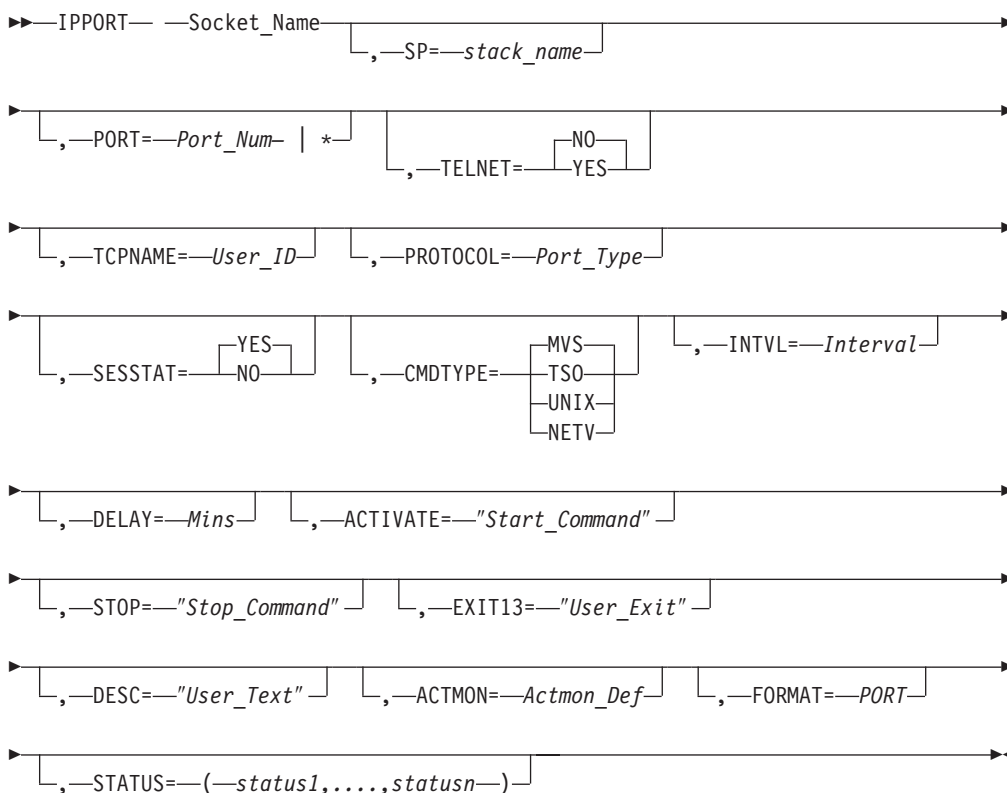 IPPORT Socket_Name
, SP= stack_name
, PORT= Port_Num | *
, TELNET= NO
YES
, TCPNAME= User_ID , PROTOCOL= Port_Type
, SESSTAT= YES
NO
, CMDTYPE= MVS
TSO
UNIX
NETV
, INTVL= Interval
, DELAY= Mins , ACTIVATE= "Start_Command"
, STOP= "Stop_Command" , EXIT13= "User_Exit"
, DESC= "User_Text" , ACTMON= Actmon_Def , FORMAT= PORT
, STATUS= ( status1,....,statusn )